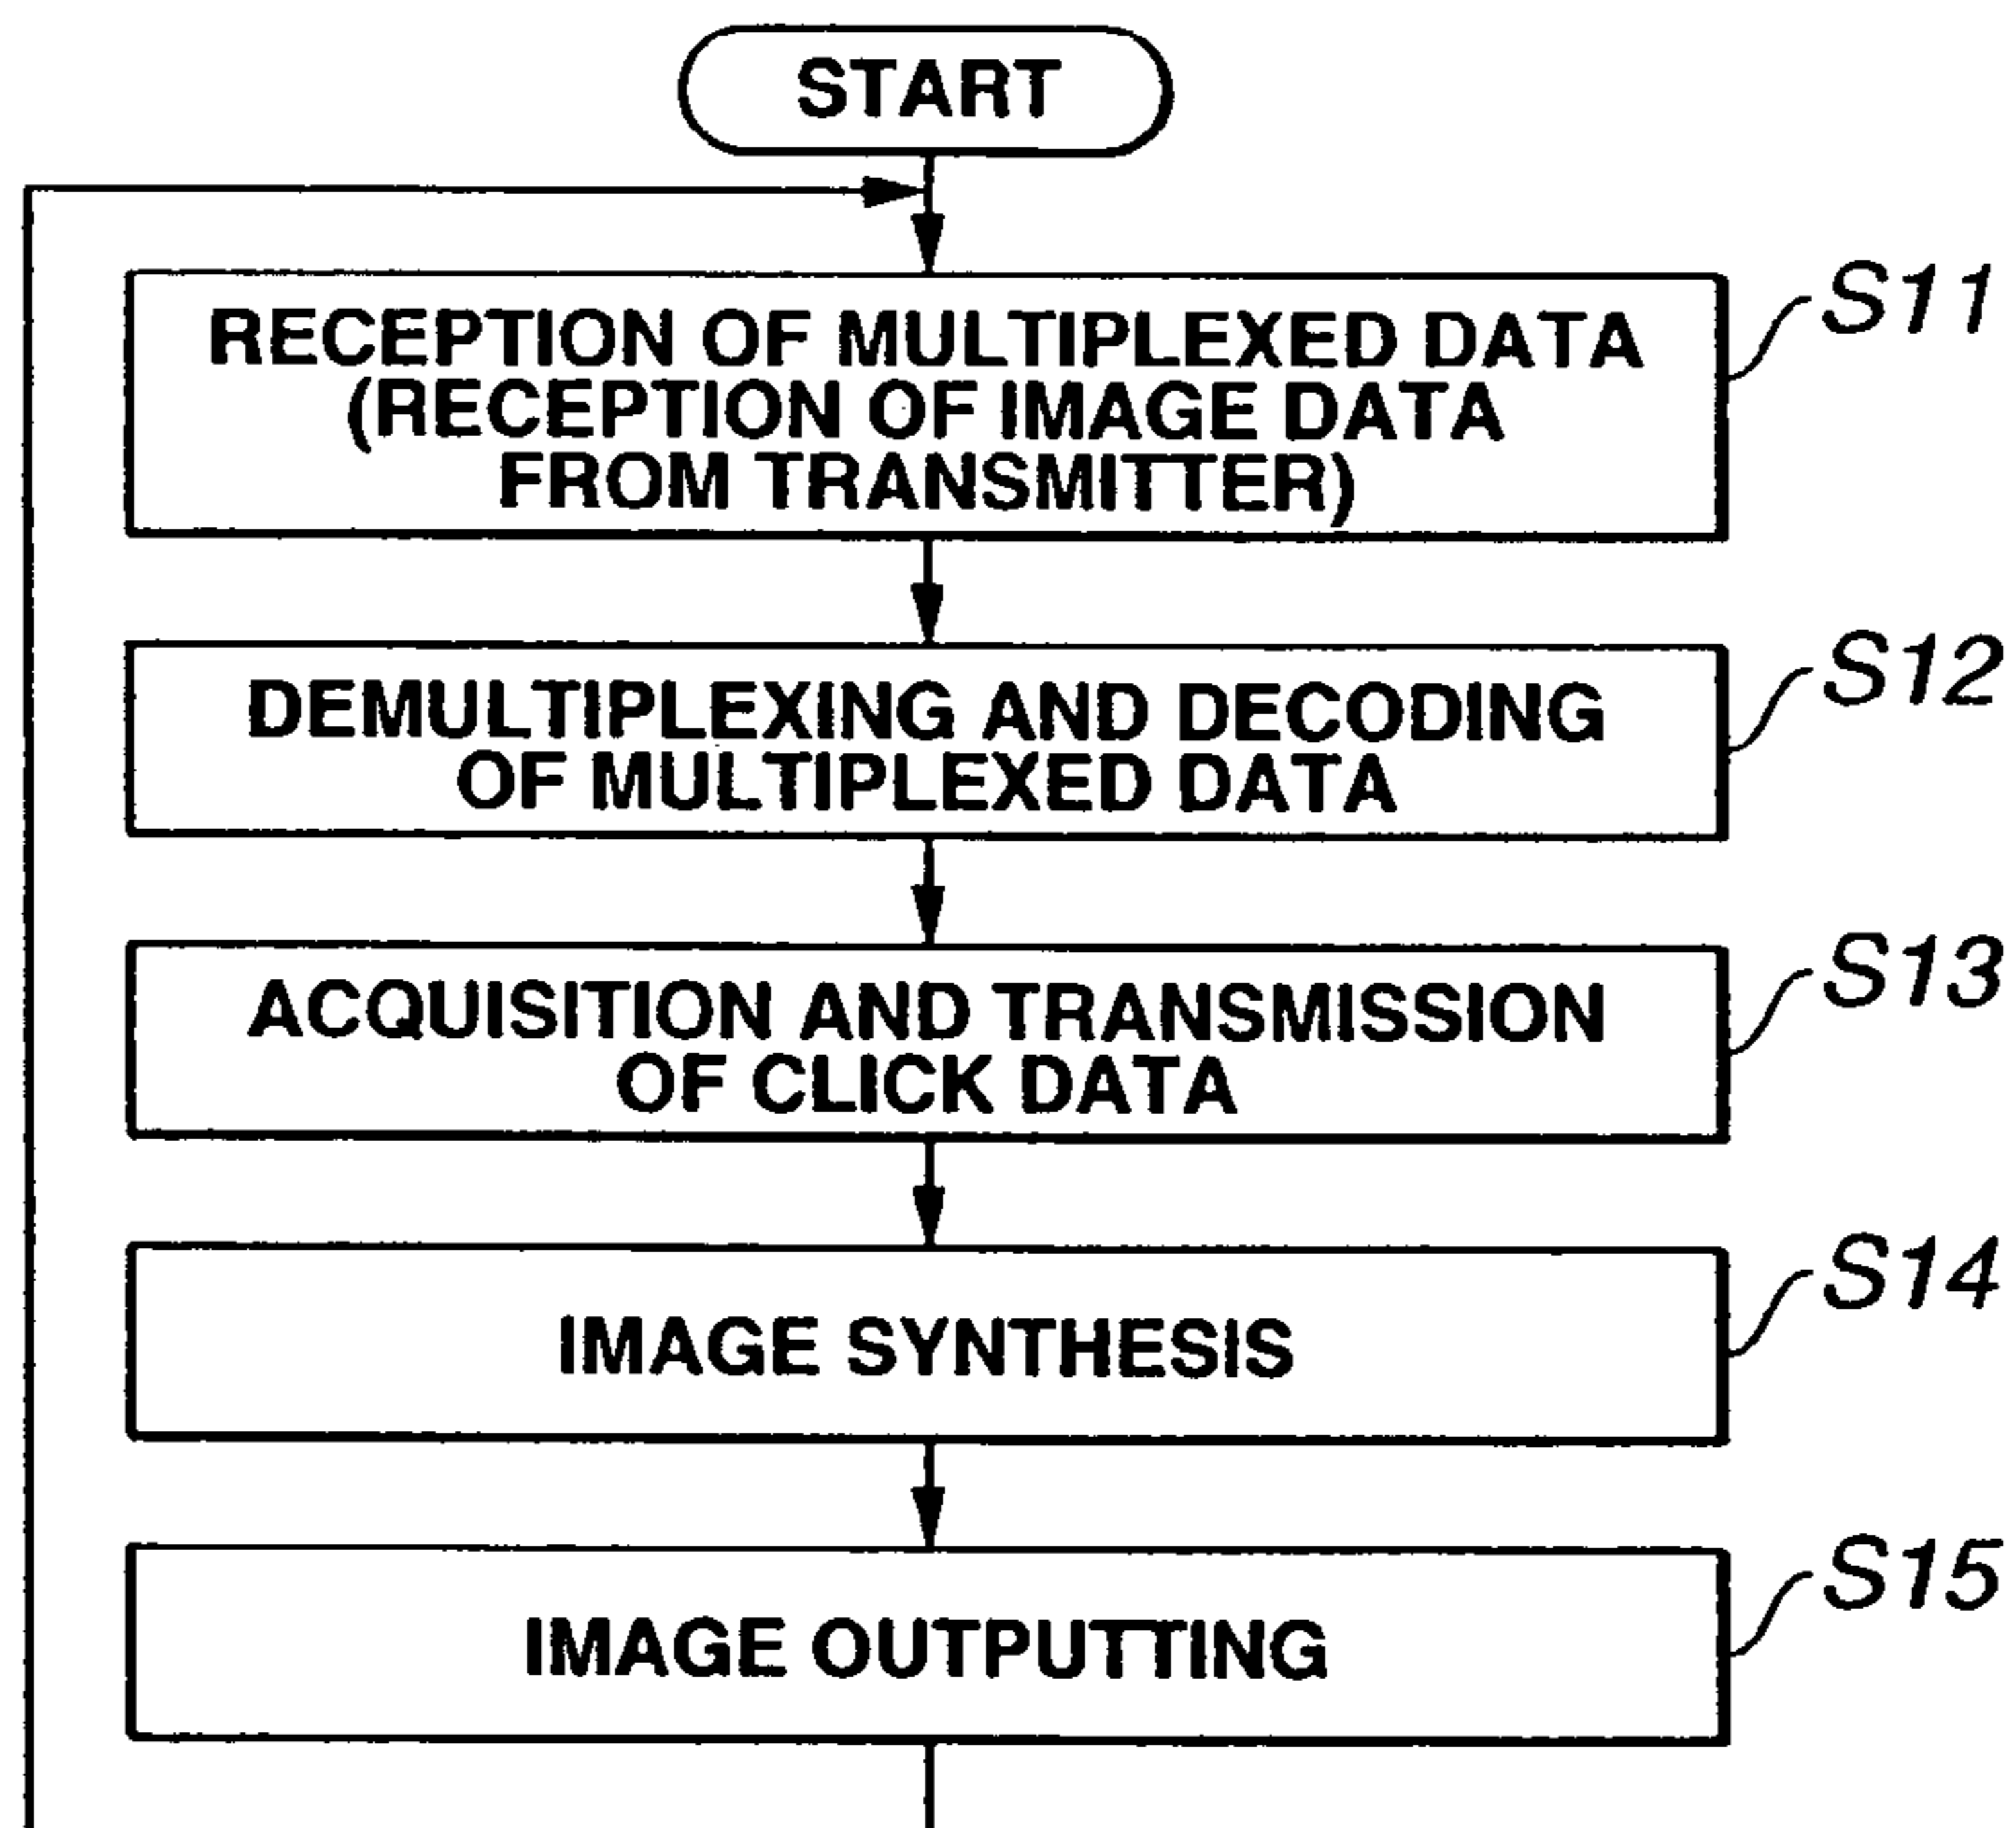 START
RECEPTION OF MULTIPLEXED DATA
(RECEPTION OF IMAGE DATA
FROM TRANSMITTER)
S11
DEMULTIPLEXING AND DECODING
OF MULTIPLEXED DATA
S12
ACQUISITION AND TRANSMISSION
OF CLICK DATA
S13
IMAGE SYNTHESIS
S14
IMAGE OUTPUTTING
S15